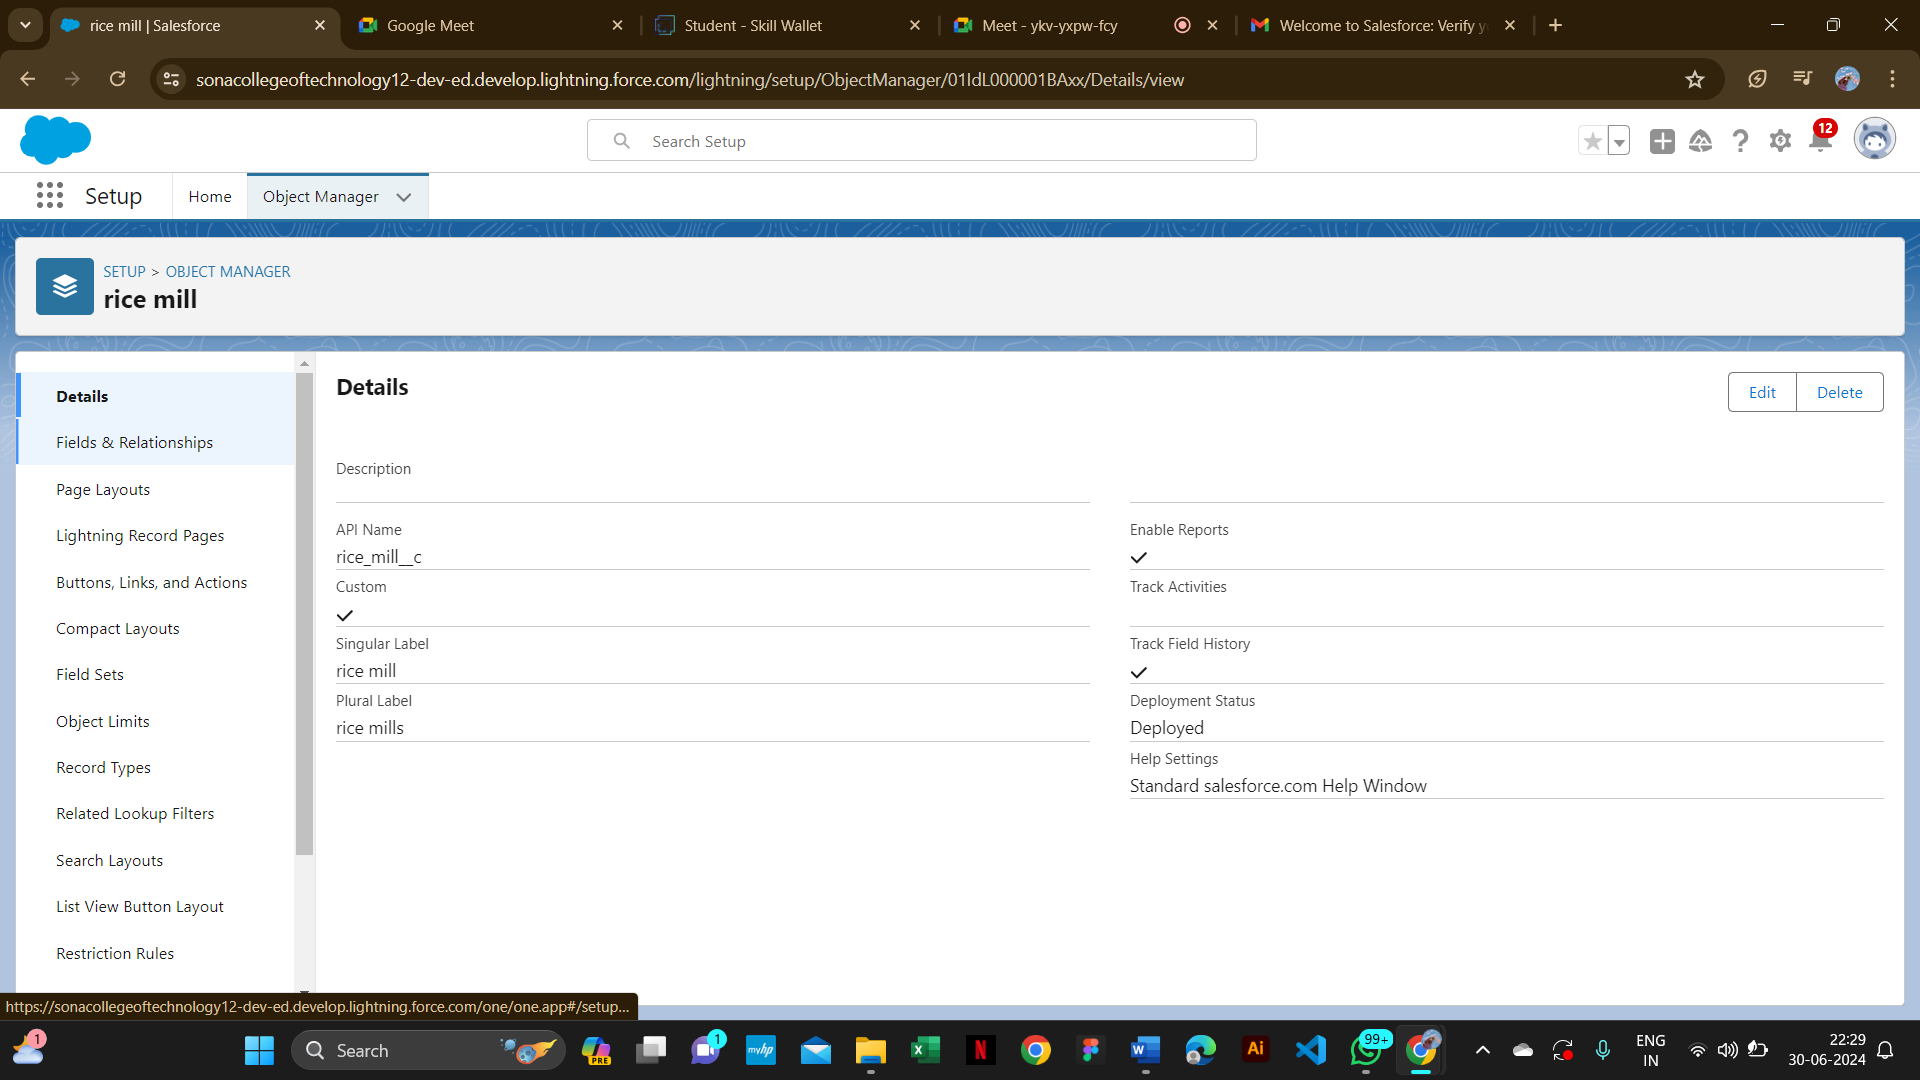 rice mill | Salesforce
Google Meet
Student - Skill Wallet
Meet - ykv-yxpw-fcy
Welcome to Salesforce: Verify y
sonacollegeoftechnology12-dev-ed.develop.lightning.force.com/lightning/setup/ObjectManager/01IdL000001BAxx/Details/view
Search Setup
12
Setup
Home
Object Manager
SETUP > OBJECT MANAGER
rice mill
Details
Fields & Relationships
Page Layouts
Lightning Record Pages
Buttons, Links, and Actions
Compact Layouts
Field Sets
Object Limits
Record Types
Related Lookup Filters
Search Layouts
List View Button Layout
Restriction Rules
Details
Edit
Delete
Description
API Name
rice_mill__c
Custom
Singular Label
rice mill
Plural Label
rice mills
Enable Reports
Track Activities
Track Field History
Deployment Status
Deployed
Help Settings
Standard salesforce.com Help Window
https://sonacollegeoftechnology12-dev-ed.develop.lightning.force.com/one/one.app#/setup...
1
Search
PRE
1
myhp
N
Ai
99+
ENG
IN
22:29
30-06-2024